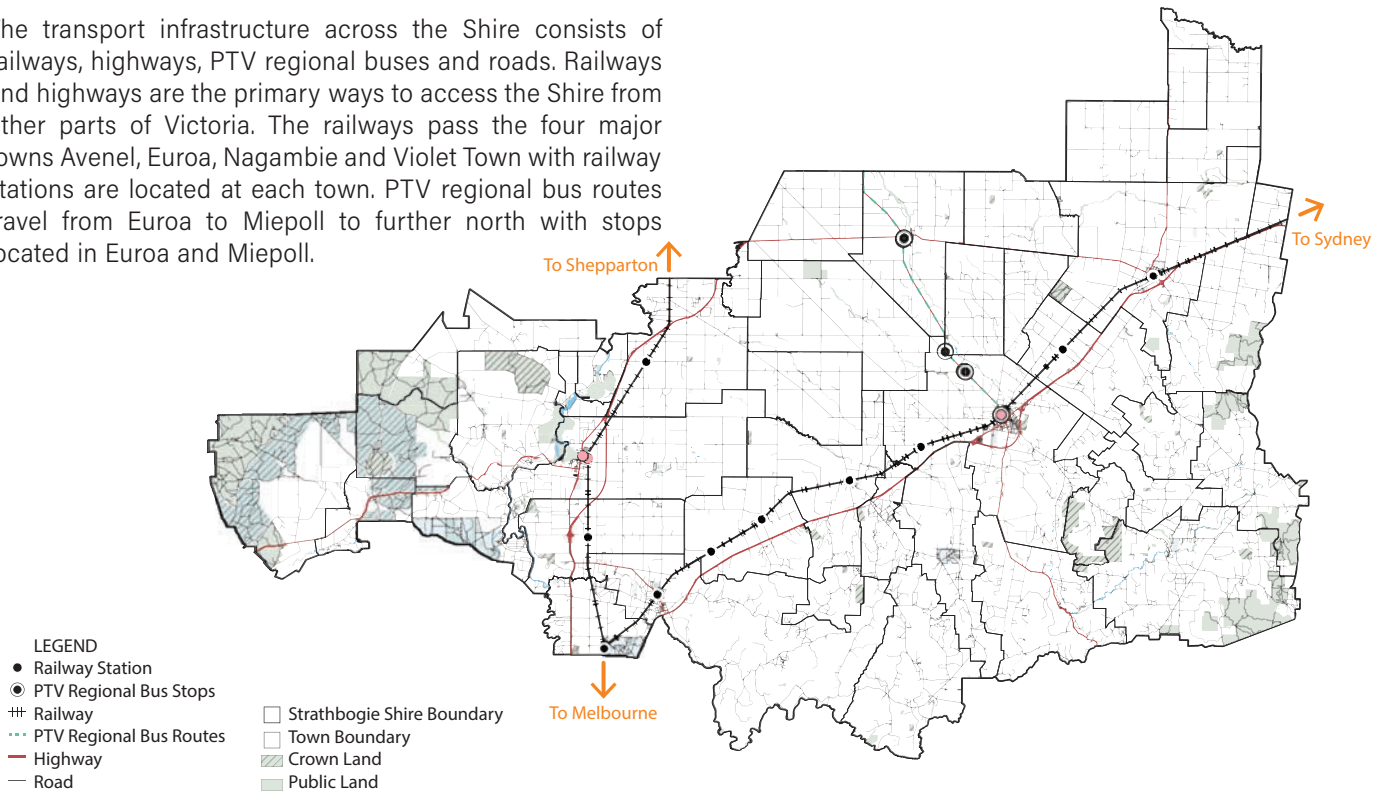 he transport infrastructure across the Shire consists of
ailways, highways, PTV regional buses and roads. Railways
nd highways are the primary ways to access the Shire from
ther parts of Victoria. The railways pass the four major
owns Avenel, Euroa, Nagambie and Violet Town with railway
tations are located at each town. PTV regional bus routes
ravel from Euroa to Miepoll to further north with stops
ocated in Euroa and Miepoll.
To Shepparton
To Sydney
To Melbourne
LEGEND
Railway Station
PTV Regional Bus Stops
Railway
PTV Regional Bus Routes
Highway
Road
Strathbogie Shire Boundary
Town Boundary
Crown Land
Public Land